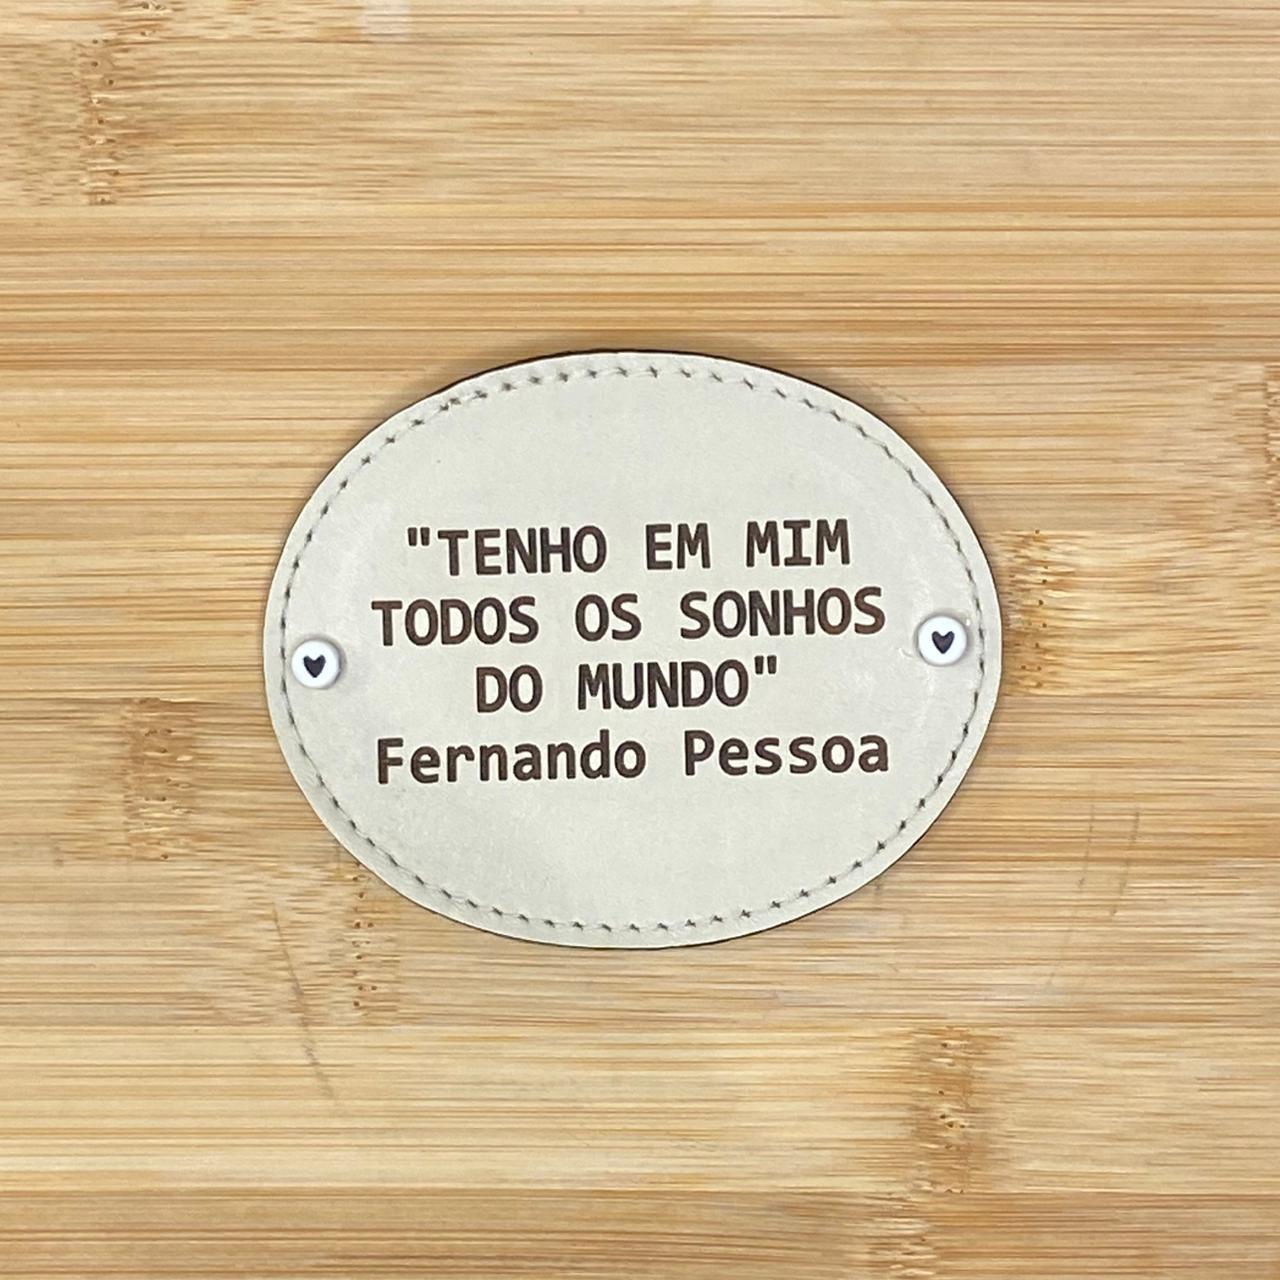 "TENHO EM MIM
TODOS OS SONHOS
DO MUNDO"
Fernando Pessoa